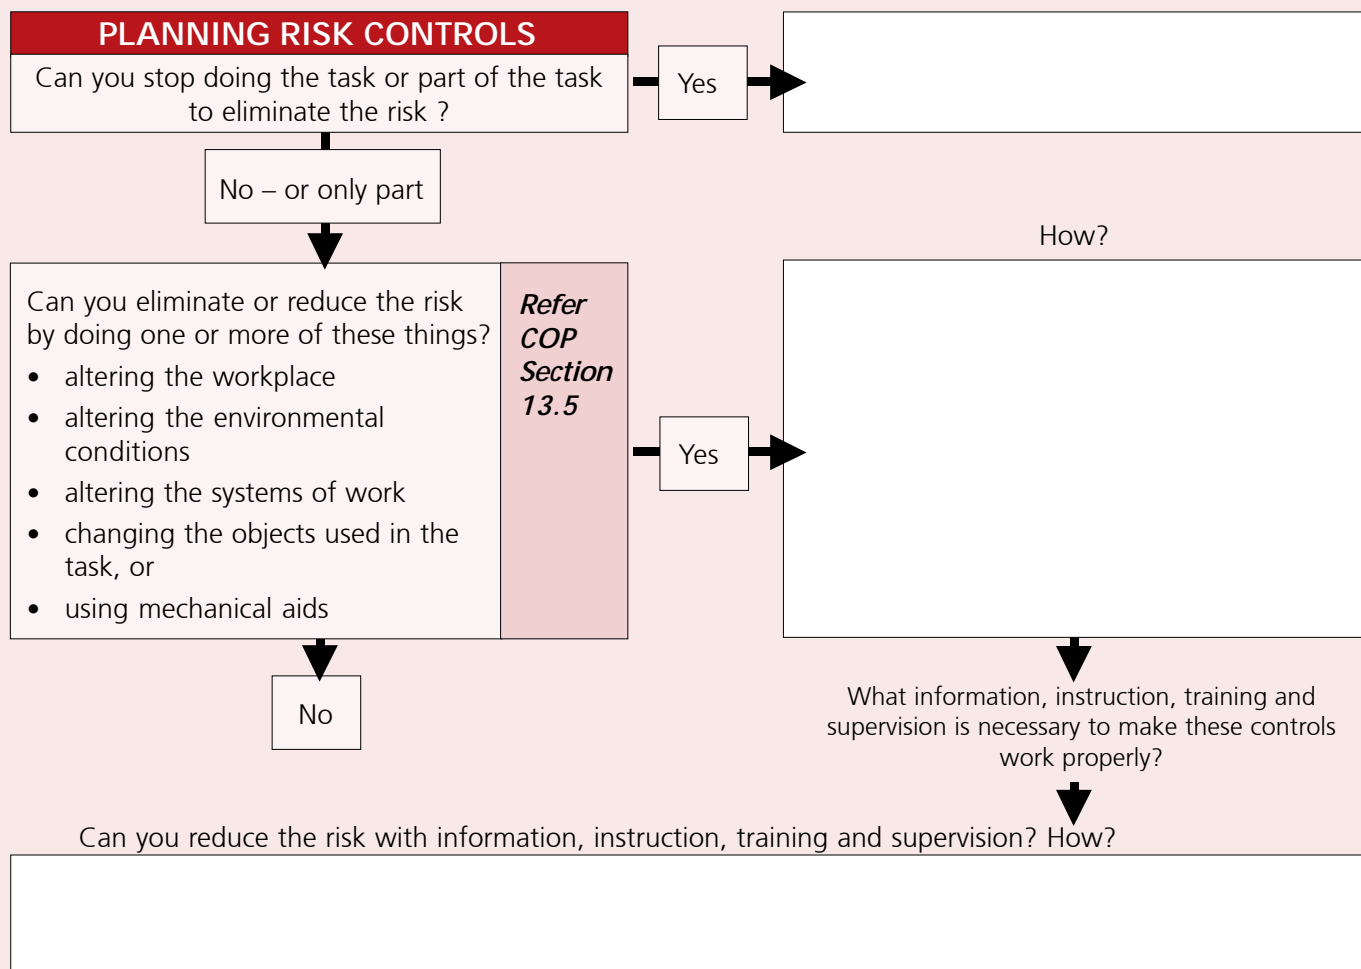 PLANNING RISK CONTROLS
Can you stop doing the task or part of the task
to eliminate the risk ?
Yes
No – or only part
How?
Can you eliminate or reduce the risk
by doing one or more of these things?
• altering the workplace
• altering the environmental
conditions
• altering the systems of work
• changing the objects used in the
task, or
• using mechanical aids
Refer
COP
Section
13.5
Yes
No
What information, instruction, training and
supervision is necessary to make these controls
work properly?
Can you reduce the risk with information, instruction, training and supervision? How?